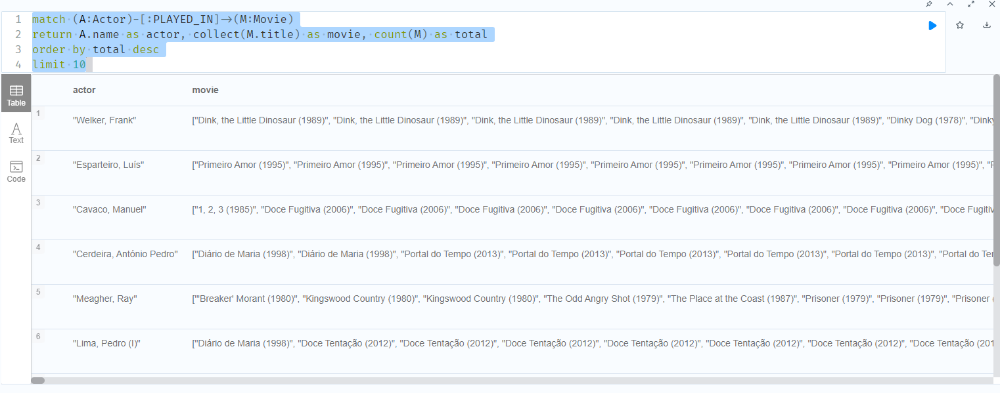 1 match (A:Actor)-[:PLAYED_IN]->(M:Movie)
2 return A.name as actor, collect(M.title) as movie, count(M) as total
3 order by total desc
4 limit 10
Table
Text
Code
actor movie
1 "Welker, Frank" ["Dink, the Little Dinosaur (1989)", "Dink, the Little Dinosaur (1989)", "Dink, the Little Dinosaur (1989)", "Dink, the Little Dinosaur (1989)", "Dink, the Little Dinosaur (1989)", "Dinky Dog (1978)", "Dinky
2 "Esparteiro, Luís" ["Primeiro Amor (1995)", "Primeiro Amor (1995)", "Primeiro Amor (1995)", "Primeiro Amor (1995)", "Primeiro Amor (1995)", "Primeiro Amor (1995)", "Primeiro Amor (1995)", "Primeiro Amor (1995)", "P
3 "Cavaco, Manuel" ["1, 2, 3 (1985)", "Doce Fugitiva (2006)", "Doce Fugitiva (2006)", "Doce Fugitiva (2006)", "Doce Fugitiva (2006)", "Doce Fugitiva (2006)", "Doce Fugitiva (2006)", "Doce Fugitiva (2006)", "Doce Fugitiv
4 "Cerdeira, António Pedro" ["Diário de Maria (1998)", "Diário de Maria (1998)", "Portal do Tempo (2013)", "Portal do Tempo (2013)", "Portal do Tempo (2013)", "Portal do Tempo (2013)", "Portal do Tempo (2013)", "Portal do Ter
5 "Meagher, Ray" ["'Breaker' Morant (1980)", "Kingswood Country (1980)", "Kingswood Country (1980)", "The Odd Angry Shot (1979)", "The Place at the Coast (1987)", "Prisoner (1979)", "Prisoner (1979)", "Prisoner (
6 "Lima, Pedro (I)" ["Diário de Maria (1998)", "Doce Tentação (2012)", "Doce Tentação (2012)", "Doce Tentação (2012)", "Doce Tentação (2012)", "Doce Tentação (2012)", "Doce Tentação (2012)", "Doce Tentação (201